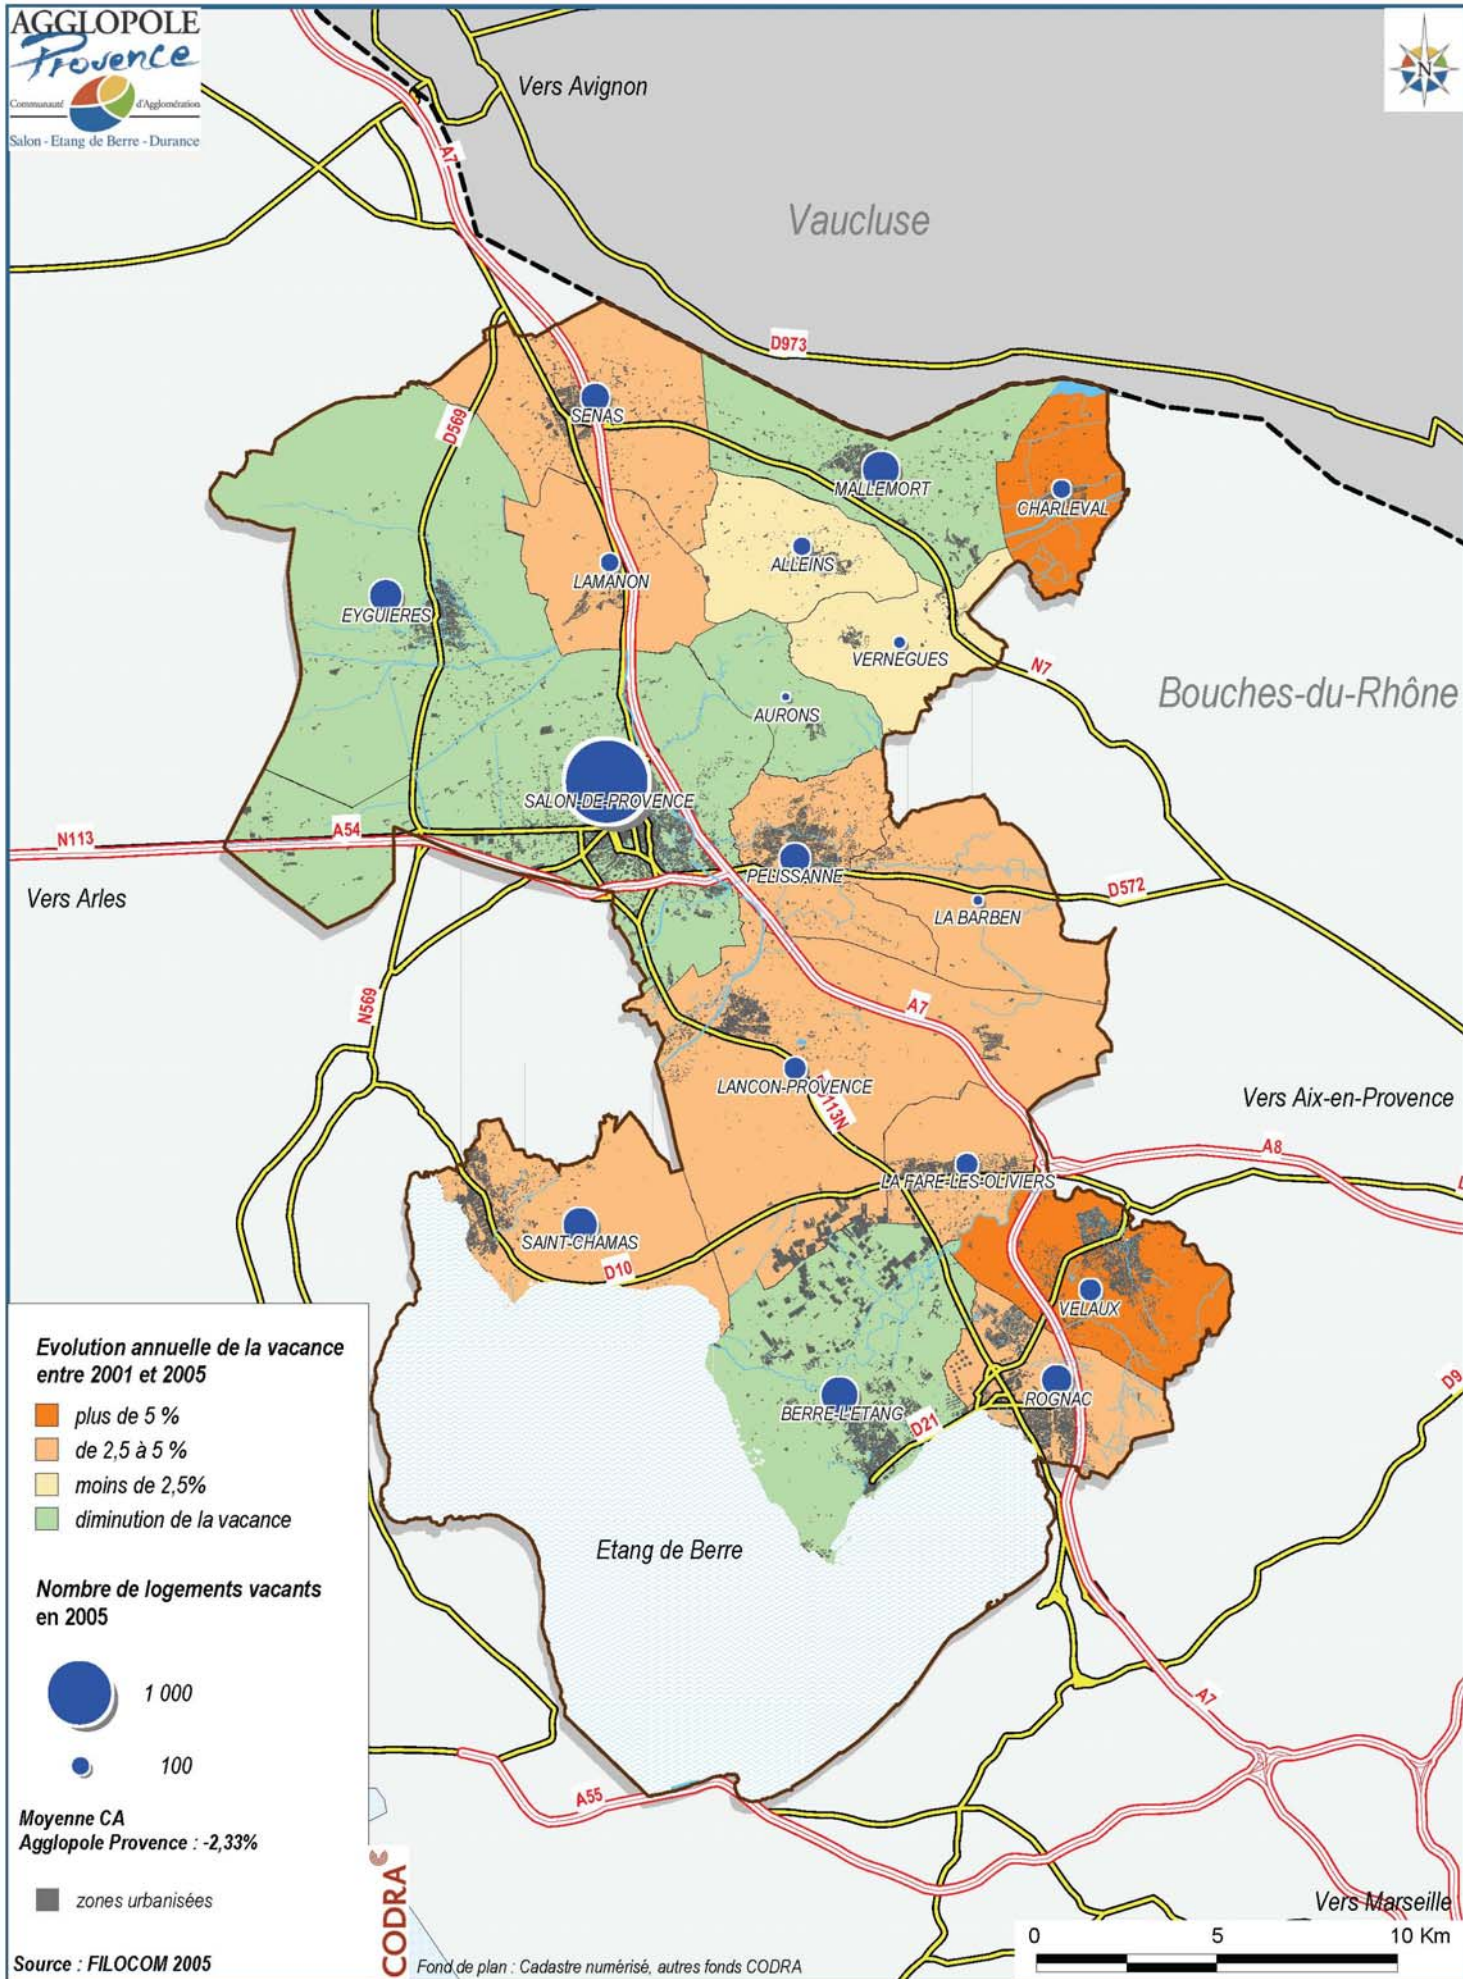 AGGLOPOLE
Provence
Communauté d'Agglomération
Salon - Etang de Berre - Durance
N
Vers Avignon
A7
Vaucluse
D973
D569
SENAS
MALLEMORT
CHARLEVAL
ALLEINS
LAMANON
EYGUIERES
VERNEGUES
N7
Bouches-du-Rhône
AURONS
SALON-DE-PROVENCE
N113
A54
PELISSANNE
D572
Vers Arles
LA BARBEN
N569
A7
LANCON-PROVENCE
D113N
Vers Aix-en-Provence
A8
LA FARE-LES-OLIVIERS
SAINT-CHAMAS
D10
VELAUX
ROGNAC
BERRE-L'ETANG
D21
D9
Etang de Berre
A7
A55
Vers Marseille
Evolution annuelle de la vacance
entre 2001 et 2005
plus de 5 %
de 2,5 à 5 %
moins de 2,5%
diminution de la vacance
Nombre de logements vacants
en 2005
1 000
100
Moyenne CA
Agglopole Provence : -2,33%
zones urbanisées
Source : FILOCOM 2005
CODRA
Fond de plan : Cadastre numérisé, autres fonds CODRA
0 5 10 Km